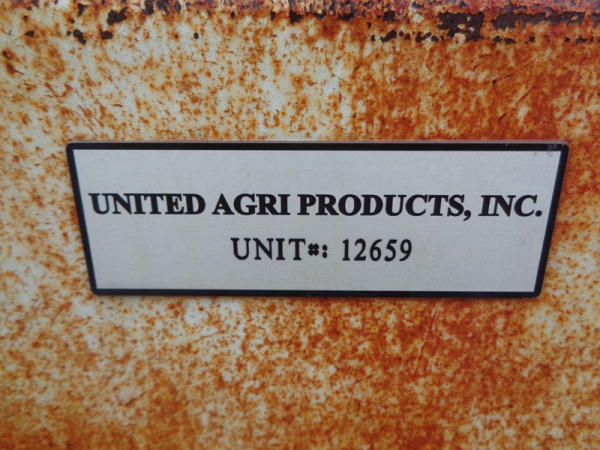 UNITED AGRI PRODUCTS, INC.
UNIT#: 12659